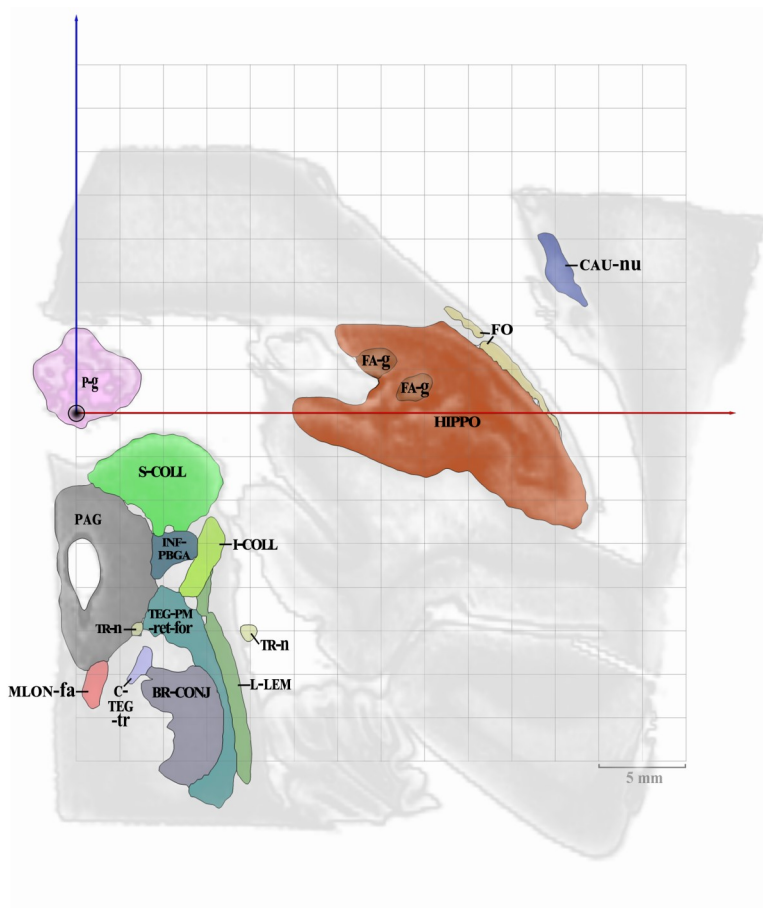 CAU-nu
FO
FA-g
P-g
FA-g
HIPPO
S-COLL
PAG
INF-
PBGA
I-COLL
TEG-PM
-ret-for
TR-n
TR-n
L-LEM
MLON-fa
C-
TEG
-tr
BR-CONJ
5 mm